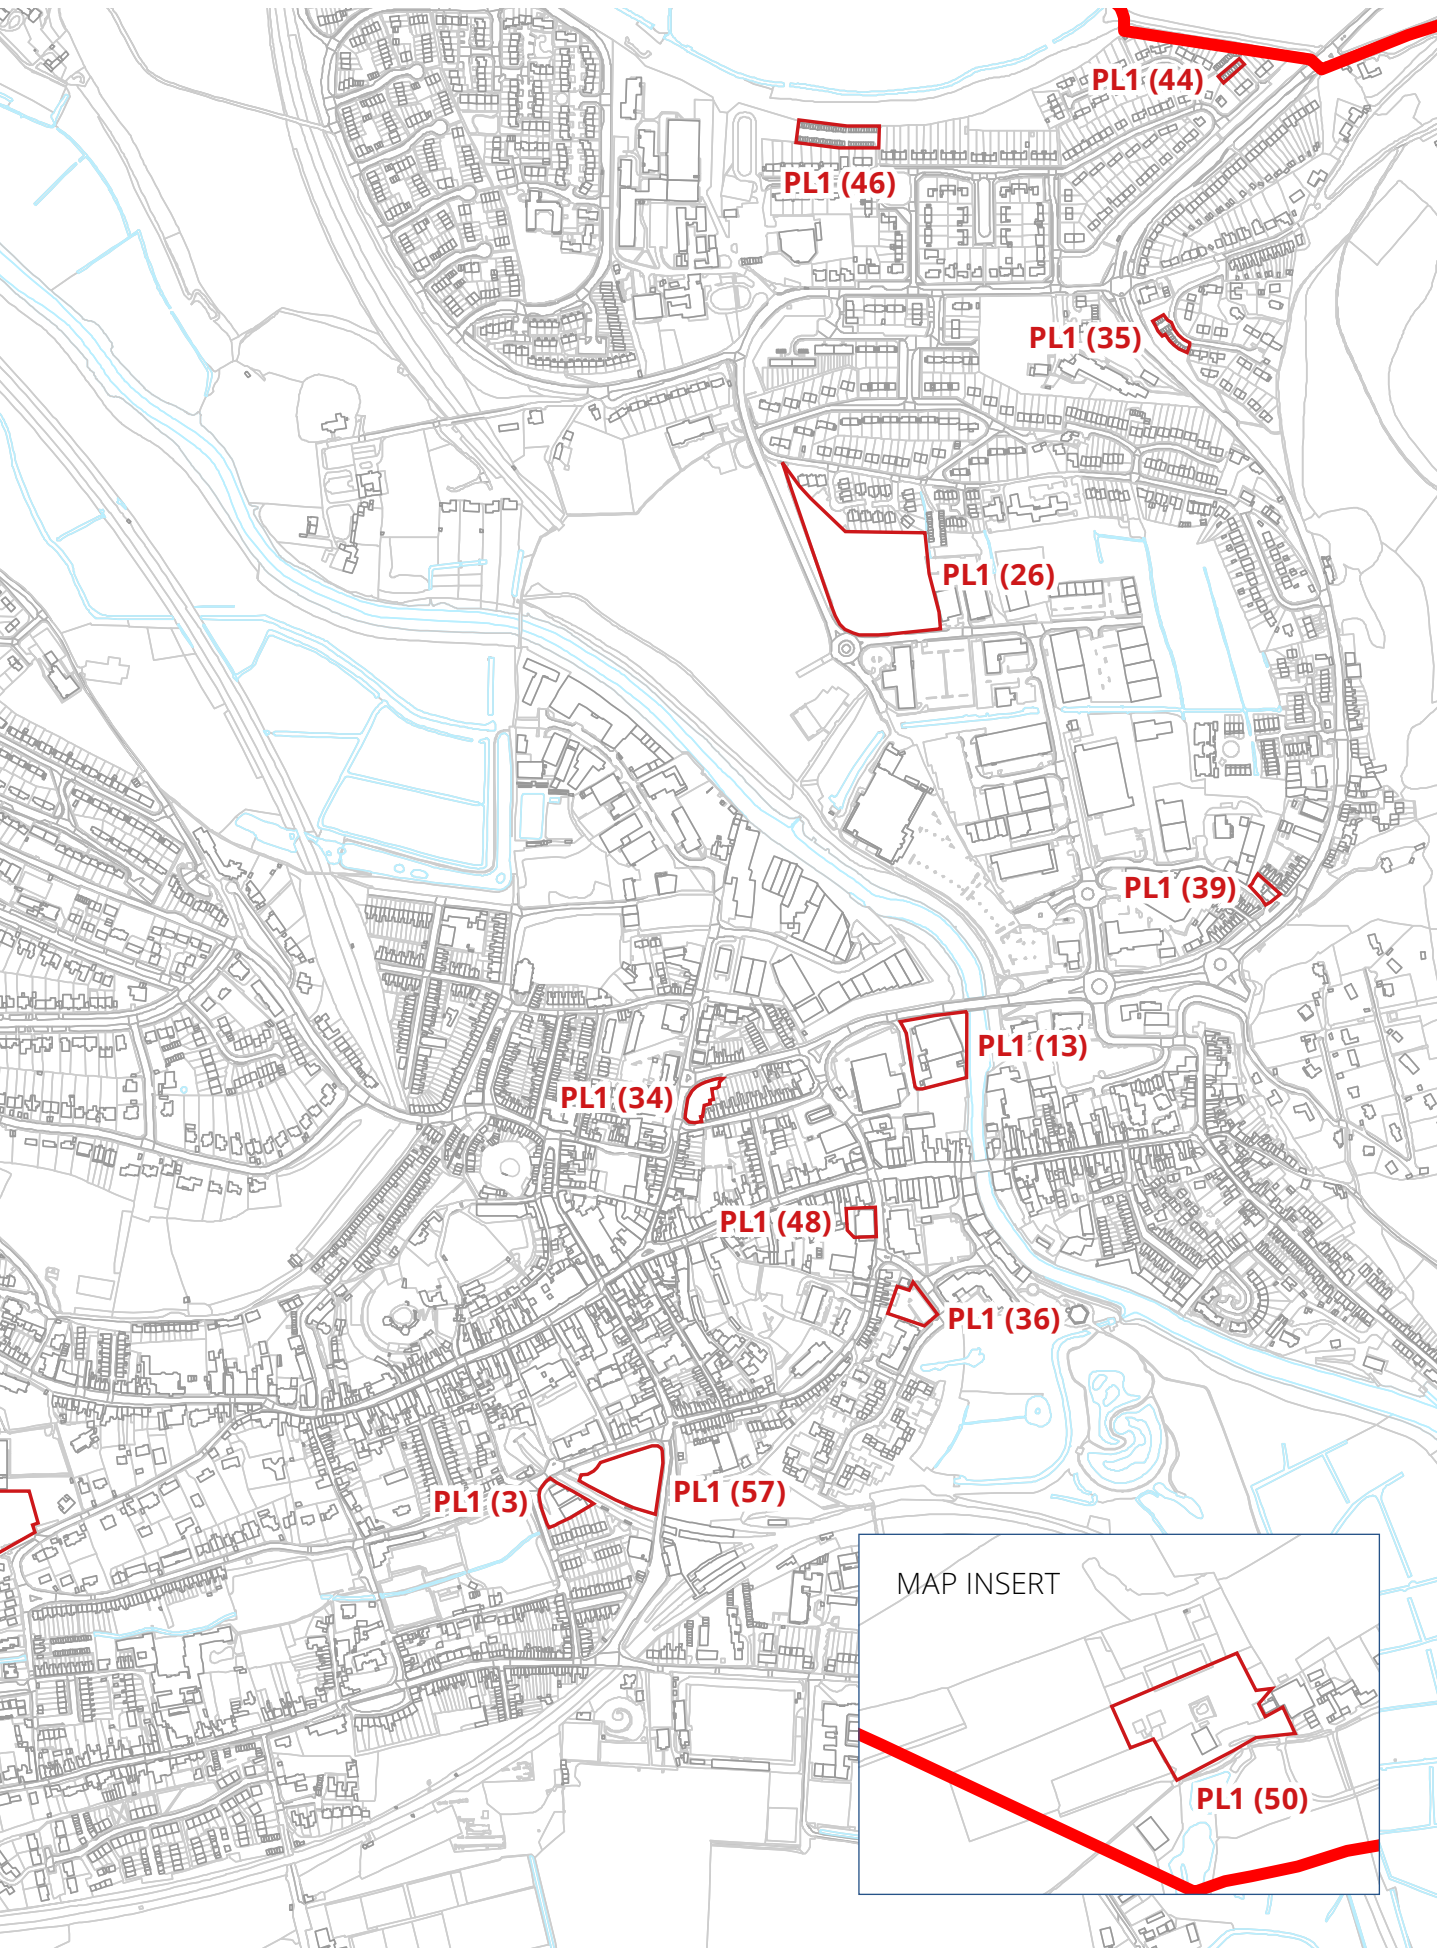 PL1 (44)
PL1 (46)
PL1 (35)
PL1 (26)
PL1 (39)
PL1 (13)
PL1 (34)
PL1 (48)
PL1 (36)
PL1 (57)
PL1 (3)
MAP INSERT
PL1 (50)